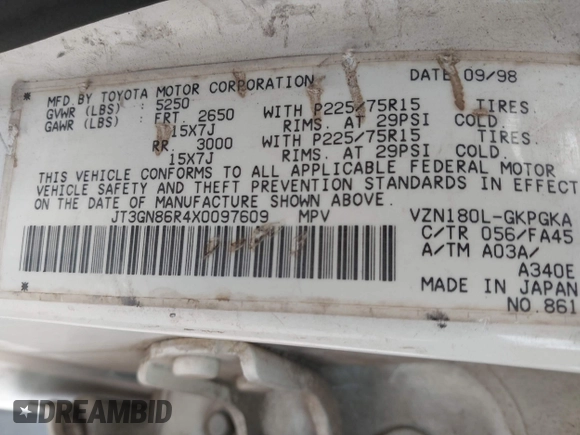 MFD.BY TOYOTA MOTOR CORPORATION DATE 09/98
GVWR (LBS): 5250
GAWR (LBS): FRT. 2650 WITH P225/75R15 TIRES.
15X7J RIMS. AT 29PSI COLD.
RR. 3000 WITH P225/75R15 TIRES.
15X7J RIMS. AT 29PSI COLD.
THIS VEHICLE CONFORMS TO ALL APPLICABLE FEDERAL MOTOR
VEHICLE SAFETY AND THEFT PREVENTION STANDARDS IN EFFECT
ON THE DATE OF MANUFACTURE SHOWN ABOVE.
JT3GN86R4X0097609 MPV VZN180L-GKPGKA
C/TR 056/FA45
A/TM A03A/
A340E
MADE IN JAPAN
NO.861
DREAMBID